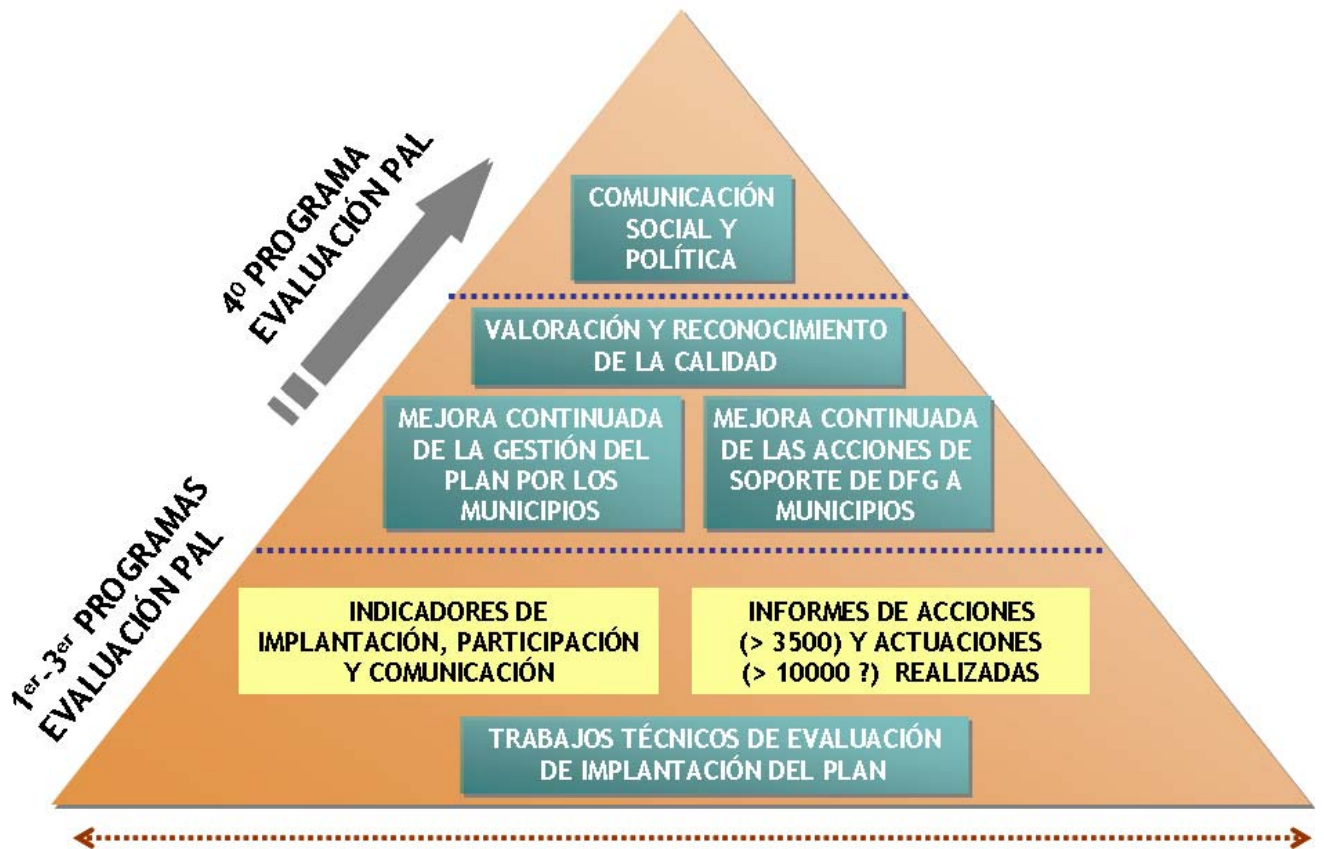 4º PROGRAMA
EVALUACIÓN PAL
COMUNICACIÓN
SOCIAL Y
POLÍTICA
VALORACIÓN Y RECONOCIMIENTO
DE LA CALIDAD
MEJORA CONTINUADA
DE LA GESTIÓN DEL
PLAN POR LOS
MUNICIPIOS
MEJORA CONTINUADA
DE LAS ACCIONES DE
SOPORTE DE DFG A
MUNICIPIOS
1er-3er PROGRAMAS
EVALUACIÓN PAL
INDICADORES DE
IMPLANTACIÓN, PARTICIPACIÓN
Y COMUNICACIÓN
INFORMES DE ACCIONES
(> 3500) Y ACTUACIONES
(> 10000 ?) REALIZADAS
TRABAJOS TÉCNICOS DE EVALUACIÓN
DE IMPLANTACIÓN DEL PLAN